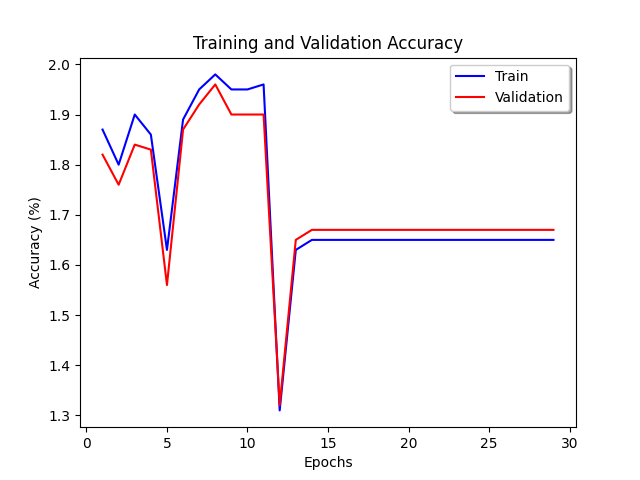 Training and Validation Accuracy
Train
Validation
Accuracy (%)
2.0
1.9
1.8
1.7
1.6
1.5
1.4
1.3
0 5 10 15 20 25 30
Epochs